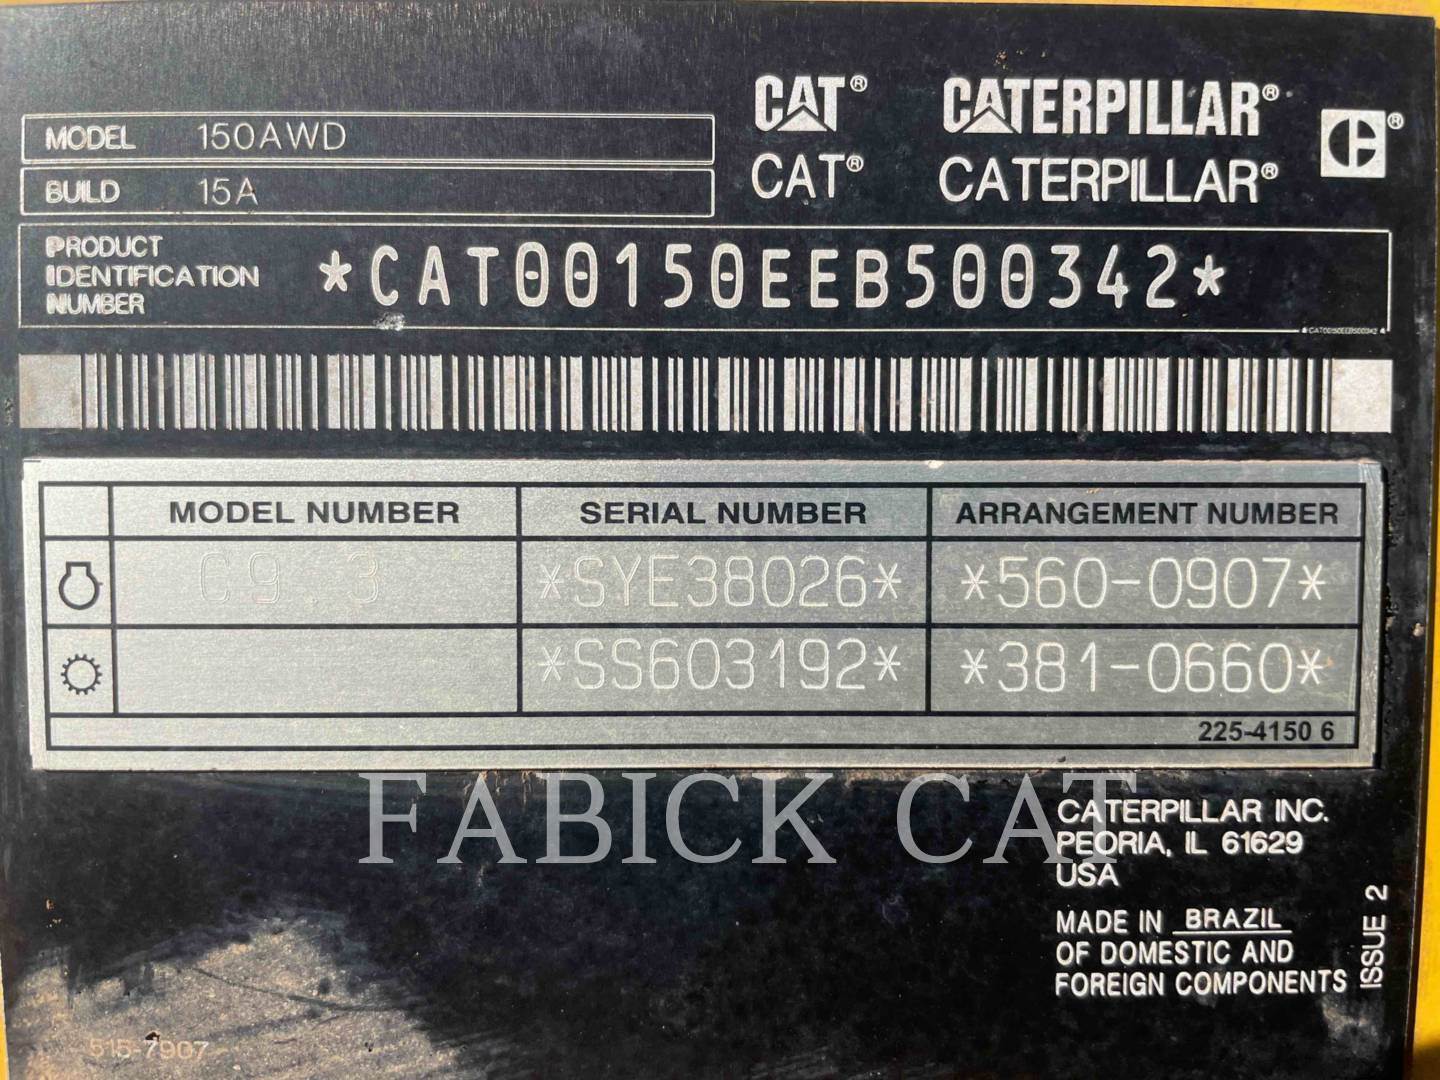 CAT® CATERPILLAR® C®
CAT® CATERPILLAR®
MODEL 150AWD
BUILD 15A
PRODUCT
IDENTIFICATION
NUMBER
*CAT00150EEB500342*
*CAT00150EEB500342*
MODEL NUMBER SERIAL NUMBER ARRANGEMENT NUMBER
C9.3 *SYE38026* *560-0907*
*SS603192* *381-0660*
225-4150 6
FABICK CAT
CATERPILLAR INC.
PEORIA, IL 61629
USA
MADE IN BRAZIL
OF DOMESTIC AND
FOREIGN COMPONENTS
ISSUE 2
515-7907